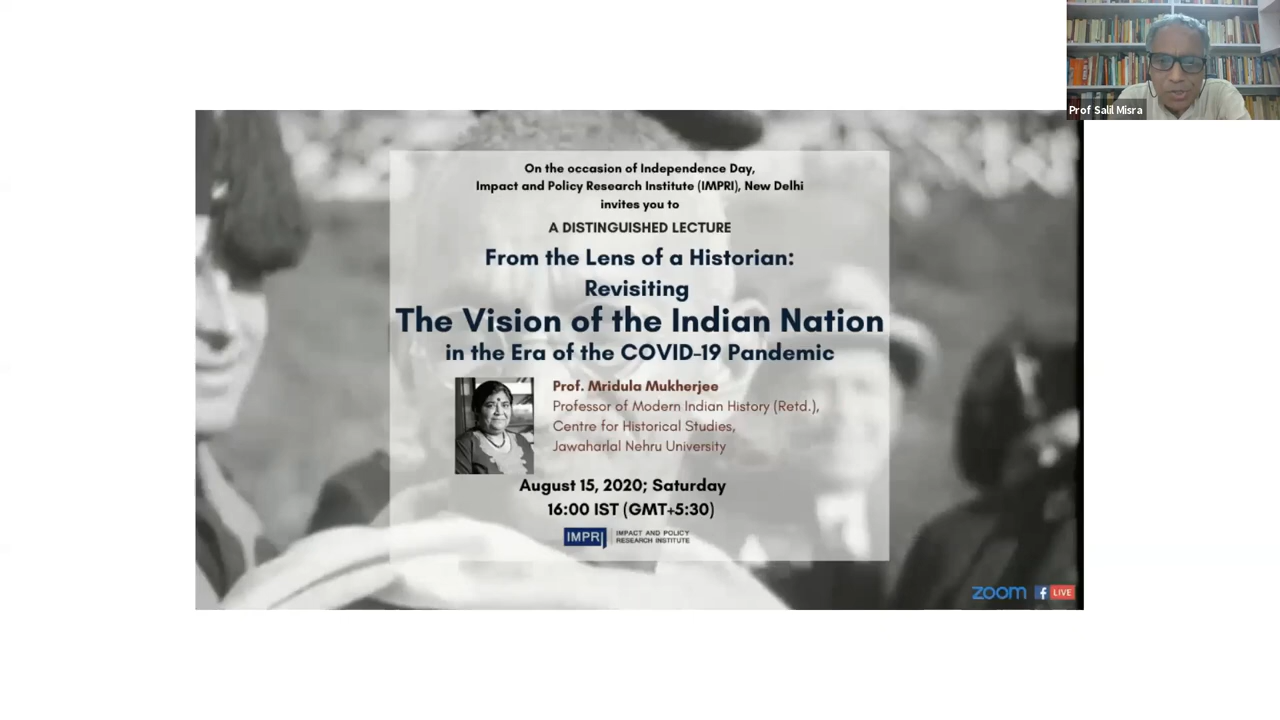 Prof Salil Misra
On the occasion of Independence Day,
Impact and Policy Research Institute (IMPRI), New Delhi
invites you to
A DISTINGUISHED LECTURE
From the Lens of a Historian:
Revisiting
The Vision of the Indian Nation
in the Era of the COVID-19 Pandemic
Prof. Mridula Mukherjee
Professor of Modern Indian History (Retd.),
Centre for Historical Studies,
Jawaharlal Nehru University
August 15, 2020; Saturday
16:00 IST (GMT+5:30)
IMPRI
IMPACT AND POLICY
RESEARCH INSTITUTE
zoom f LIVE